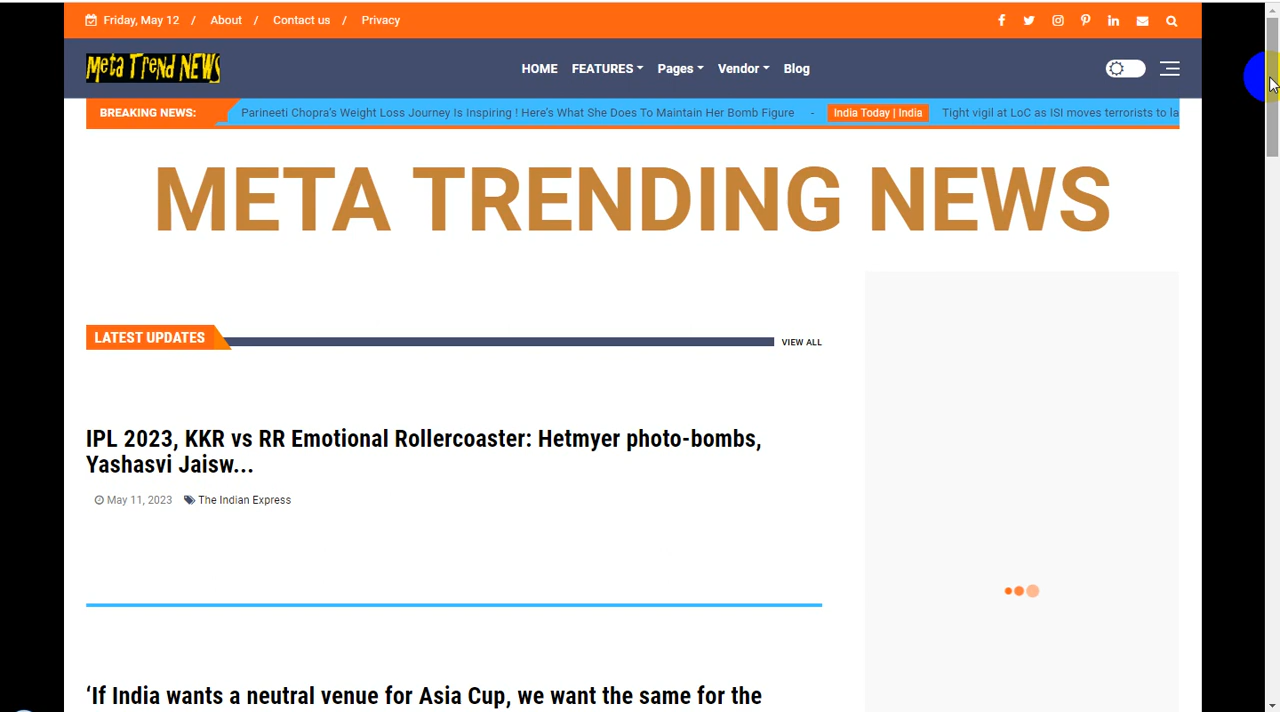 Friday, May 12 / About / Contact us / Privacy
Meta Trend NEWS
HOME FEATURES Pages Vendor Blog
BREAKING NEWS: Parineeti Chopra's Weight Loss Journey Is Inspiring ! Here's What She Does To Maintain Her Bomb Figure - India Today | India Tight vigil at LoC as ISI moves terrorists to la
META TRENDING NEWS
LATEST UPDATES VIEW ALL
IPL 2023, KKR vs RR Emotional Rollercoaster: Hetmyer photo-bombs,
Yashasvi Jaisw...
May 11, 2023 The Indian Express
‘If India wants a neutral venue for Asia Cup, we want the same for the